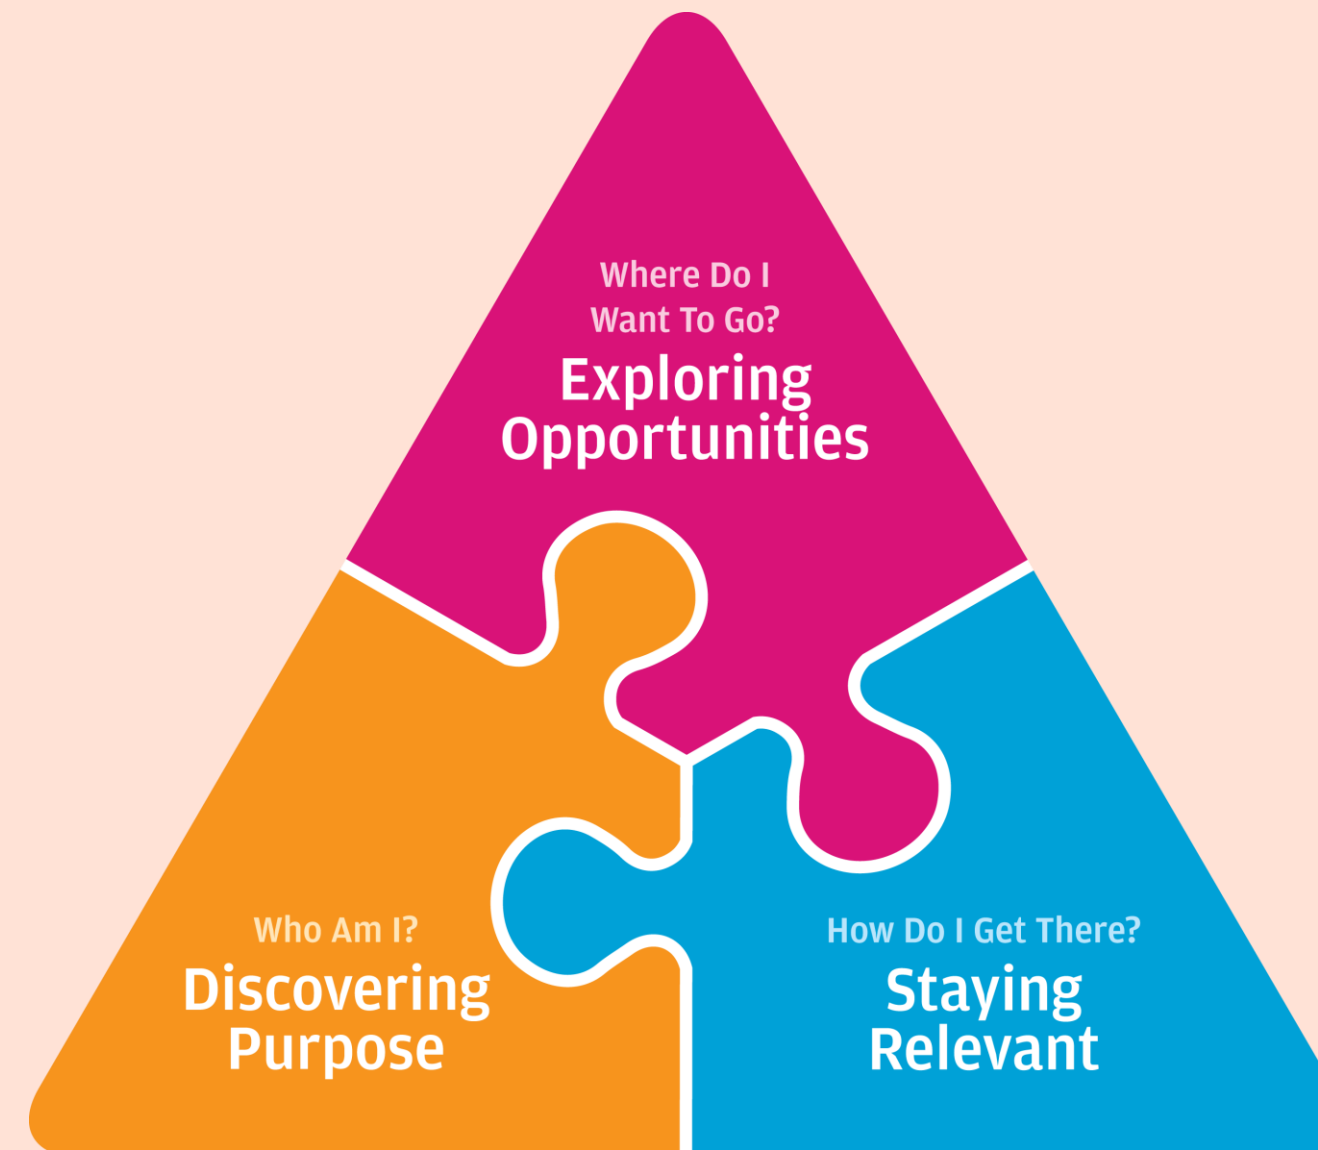 Where Do I
Want To Go?
Exploring
Opportunities
Who Am I?
Discovering
Purpose
How Do I Get There?
Staying
Relevant